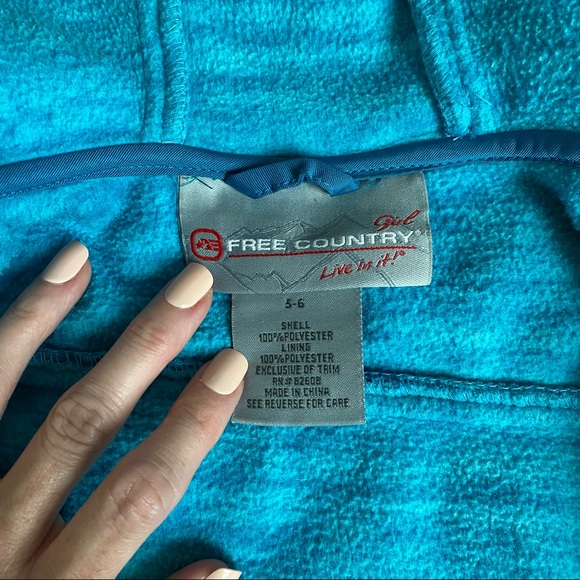 girl
FREE COUNTRY®
Live in it!®
5-6
SHELL
100%POLYESTER
LINING
100%POLYESTER
EXCLUSIVE OF TRIM
RN# 82608
MADE IN CHINA
SEE REVERSE FOR CARE